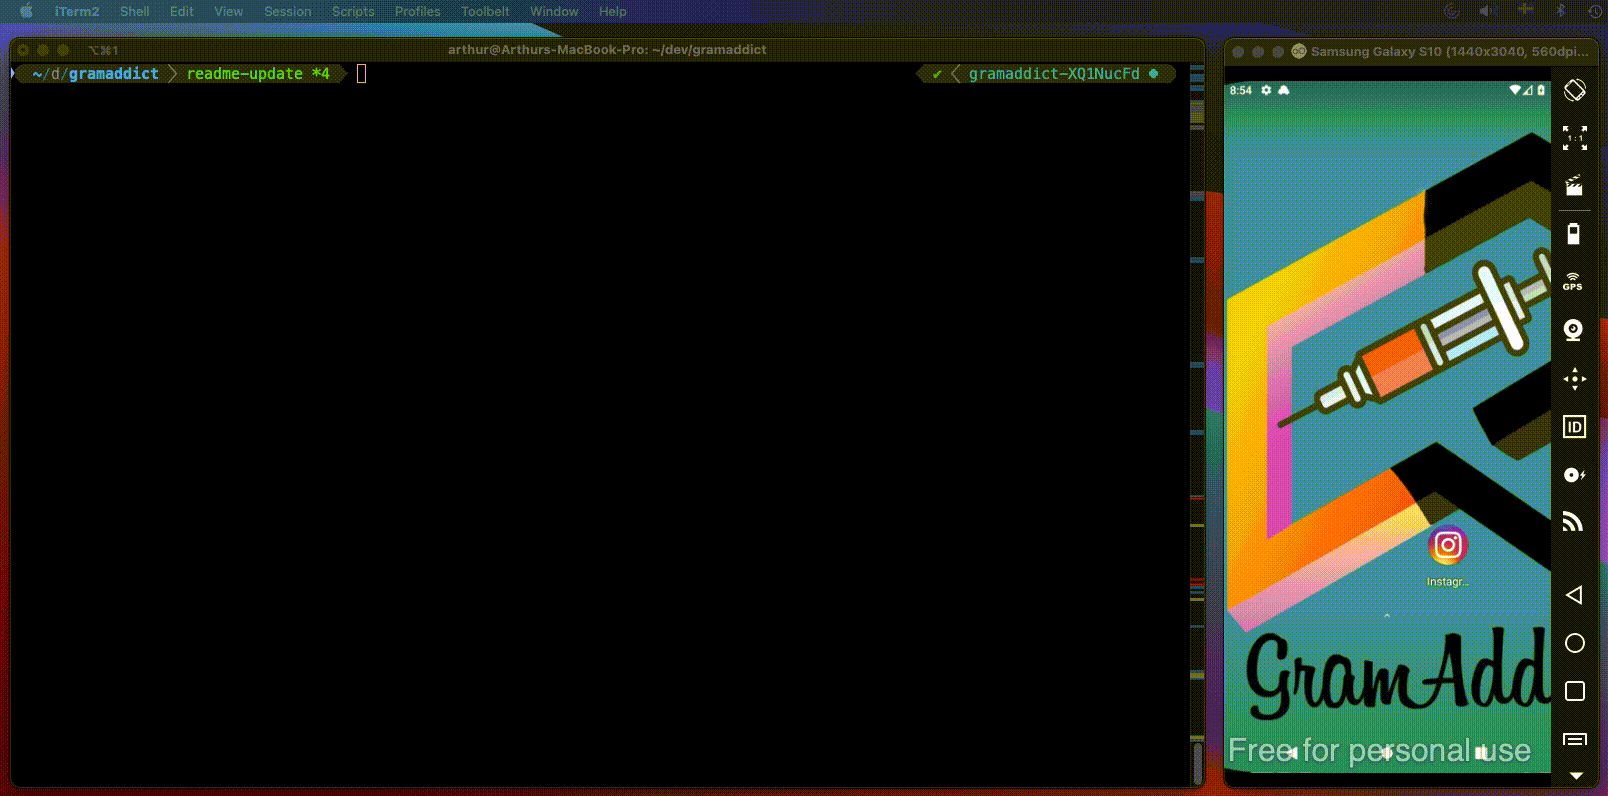 iTerm2 Shell Edit View Session Scripts Profiles Toolbelt Window Help
⌥⌘1 arthur@Arthurs-MacBook-Pro: ~/dev/gramaddict
~/d/gramaddict readme-update *4 ✔ gramaddict-XQ1NucFd
Samsung Galaxy S10 (1440x3040, 560dpi...
8:54
1:1
GPS
ID
Instagr...
GramAdd
Free for personal use